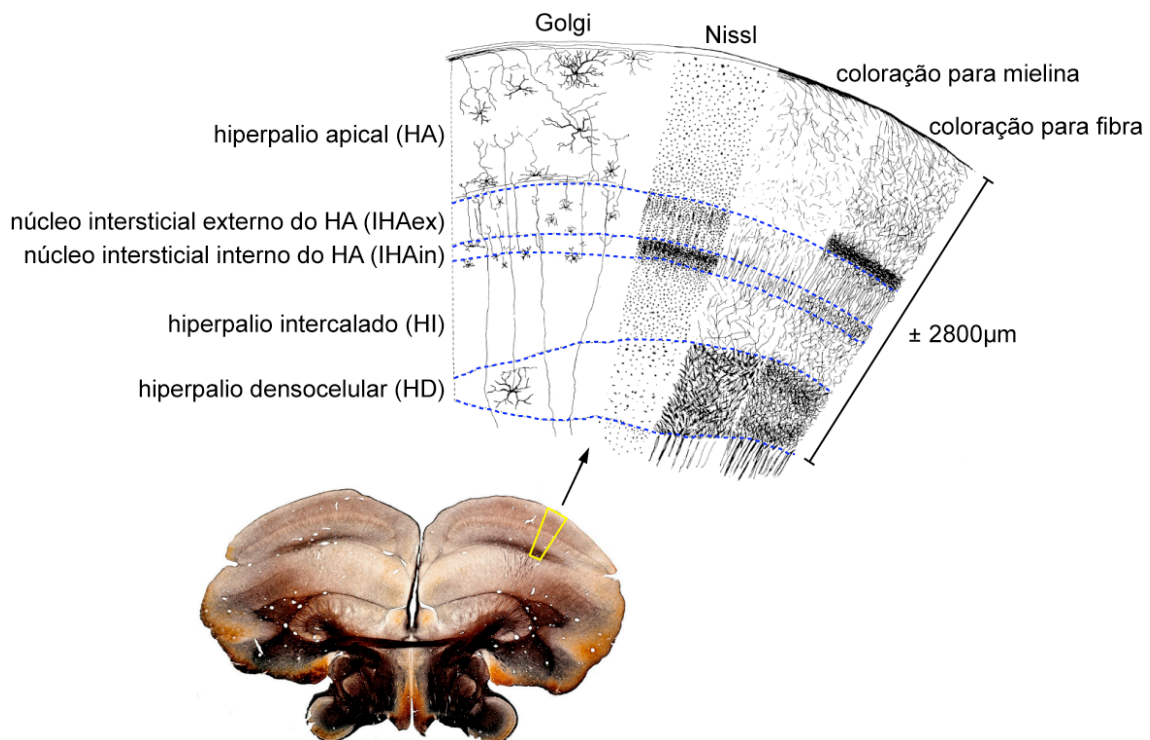 Golgi
Nissl
coloração para mielina
coloração para fibra
hiperpalio apical (HA)
núcleo intersticial externo do HA (IHAex)
núcleo intersticial interno do HA (IHAin)
hiperpalio intercalado (HI)
± 2800µm
hiperpalio densocelular (HD)